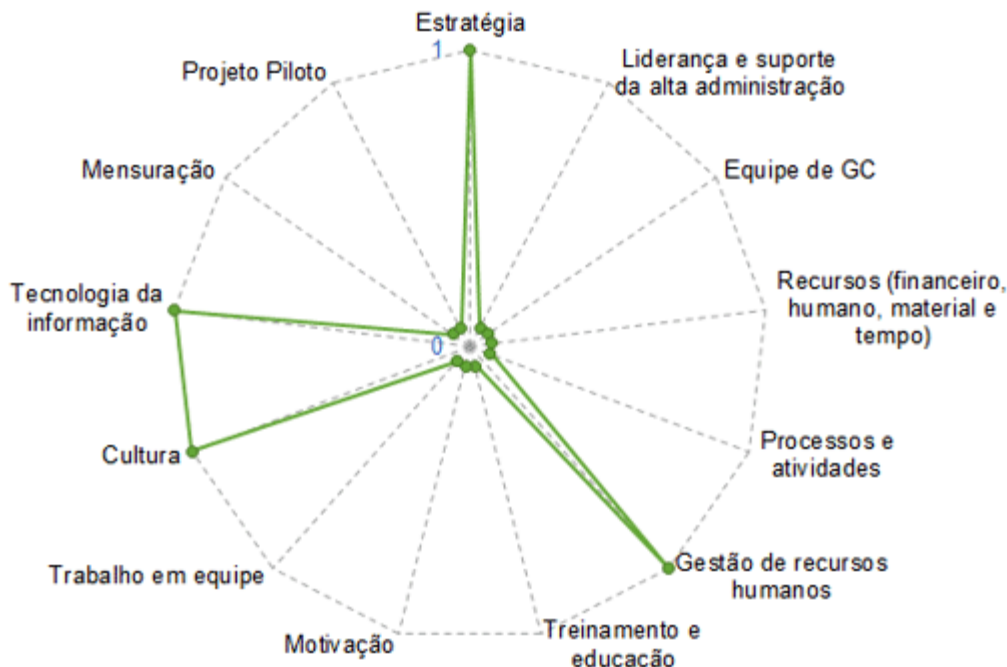 Estratégia
1
Liderança e suporte
da alta administração
Equipe de GC
Recursos (financeiro,
humano, material e
tempo)
Processos e
atividades
Gestão de recursos
humanos
Treinamento e
educação
Motivação
Trabalho em equipe
Cultura
Tecnologia da
informação
0
Mensuração
Projeto Piloto